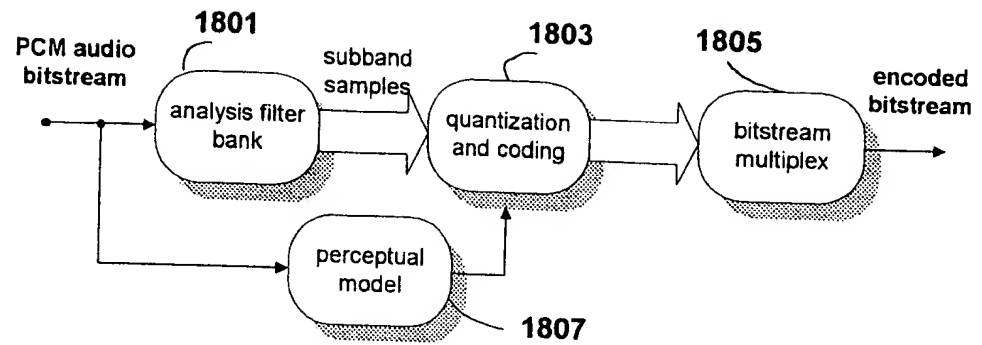 1801
1803
1805
PCM audio
bitstream
subband
samples
encoded
bitstream
analysis filter
bank
quantization
and coding
bitstream
multiplex
perceptual
model
1807